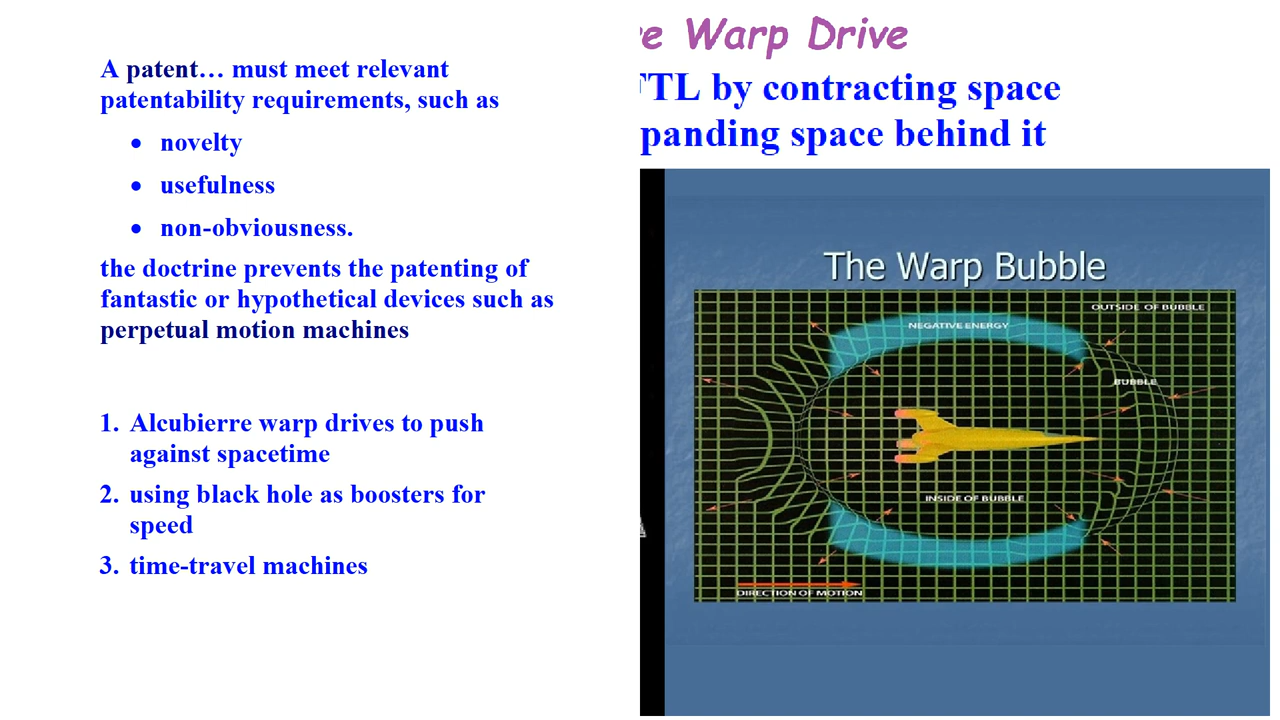 A patent… must meet relevant
patentability requirements, such as
• novelty
• usefulness
• non-obviousness.
the doctrine prevents the patenting of
fantastic or hypothetical devices such as
perpetual motion machines
1. Alcubierre warp drives to push
against spacetime
2. using black hole as boosters for
speed
3. time-travel machines
e Warp Drive
TL by contracting space
panding space behind it
The Warp Bubble
OUTSIDE OF BUBBLE
NEGATIVE ENERGY
BUBBLE
INSIDE OF BUBBLE
DIRECTION OF MOTION